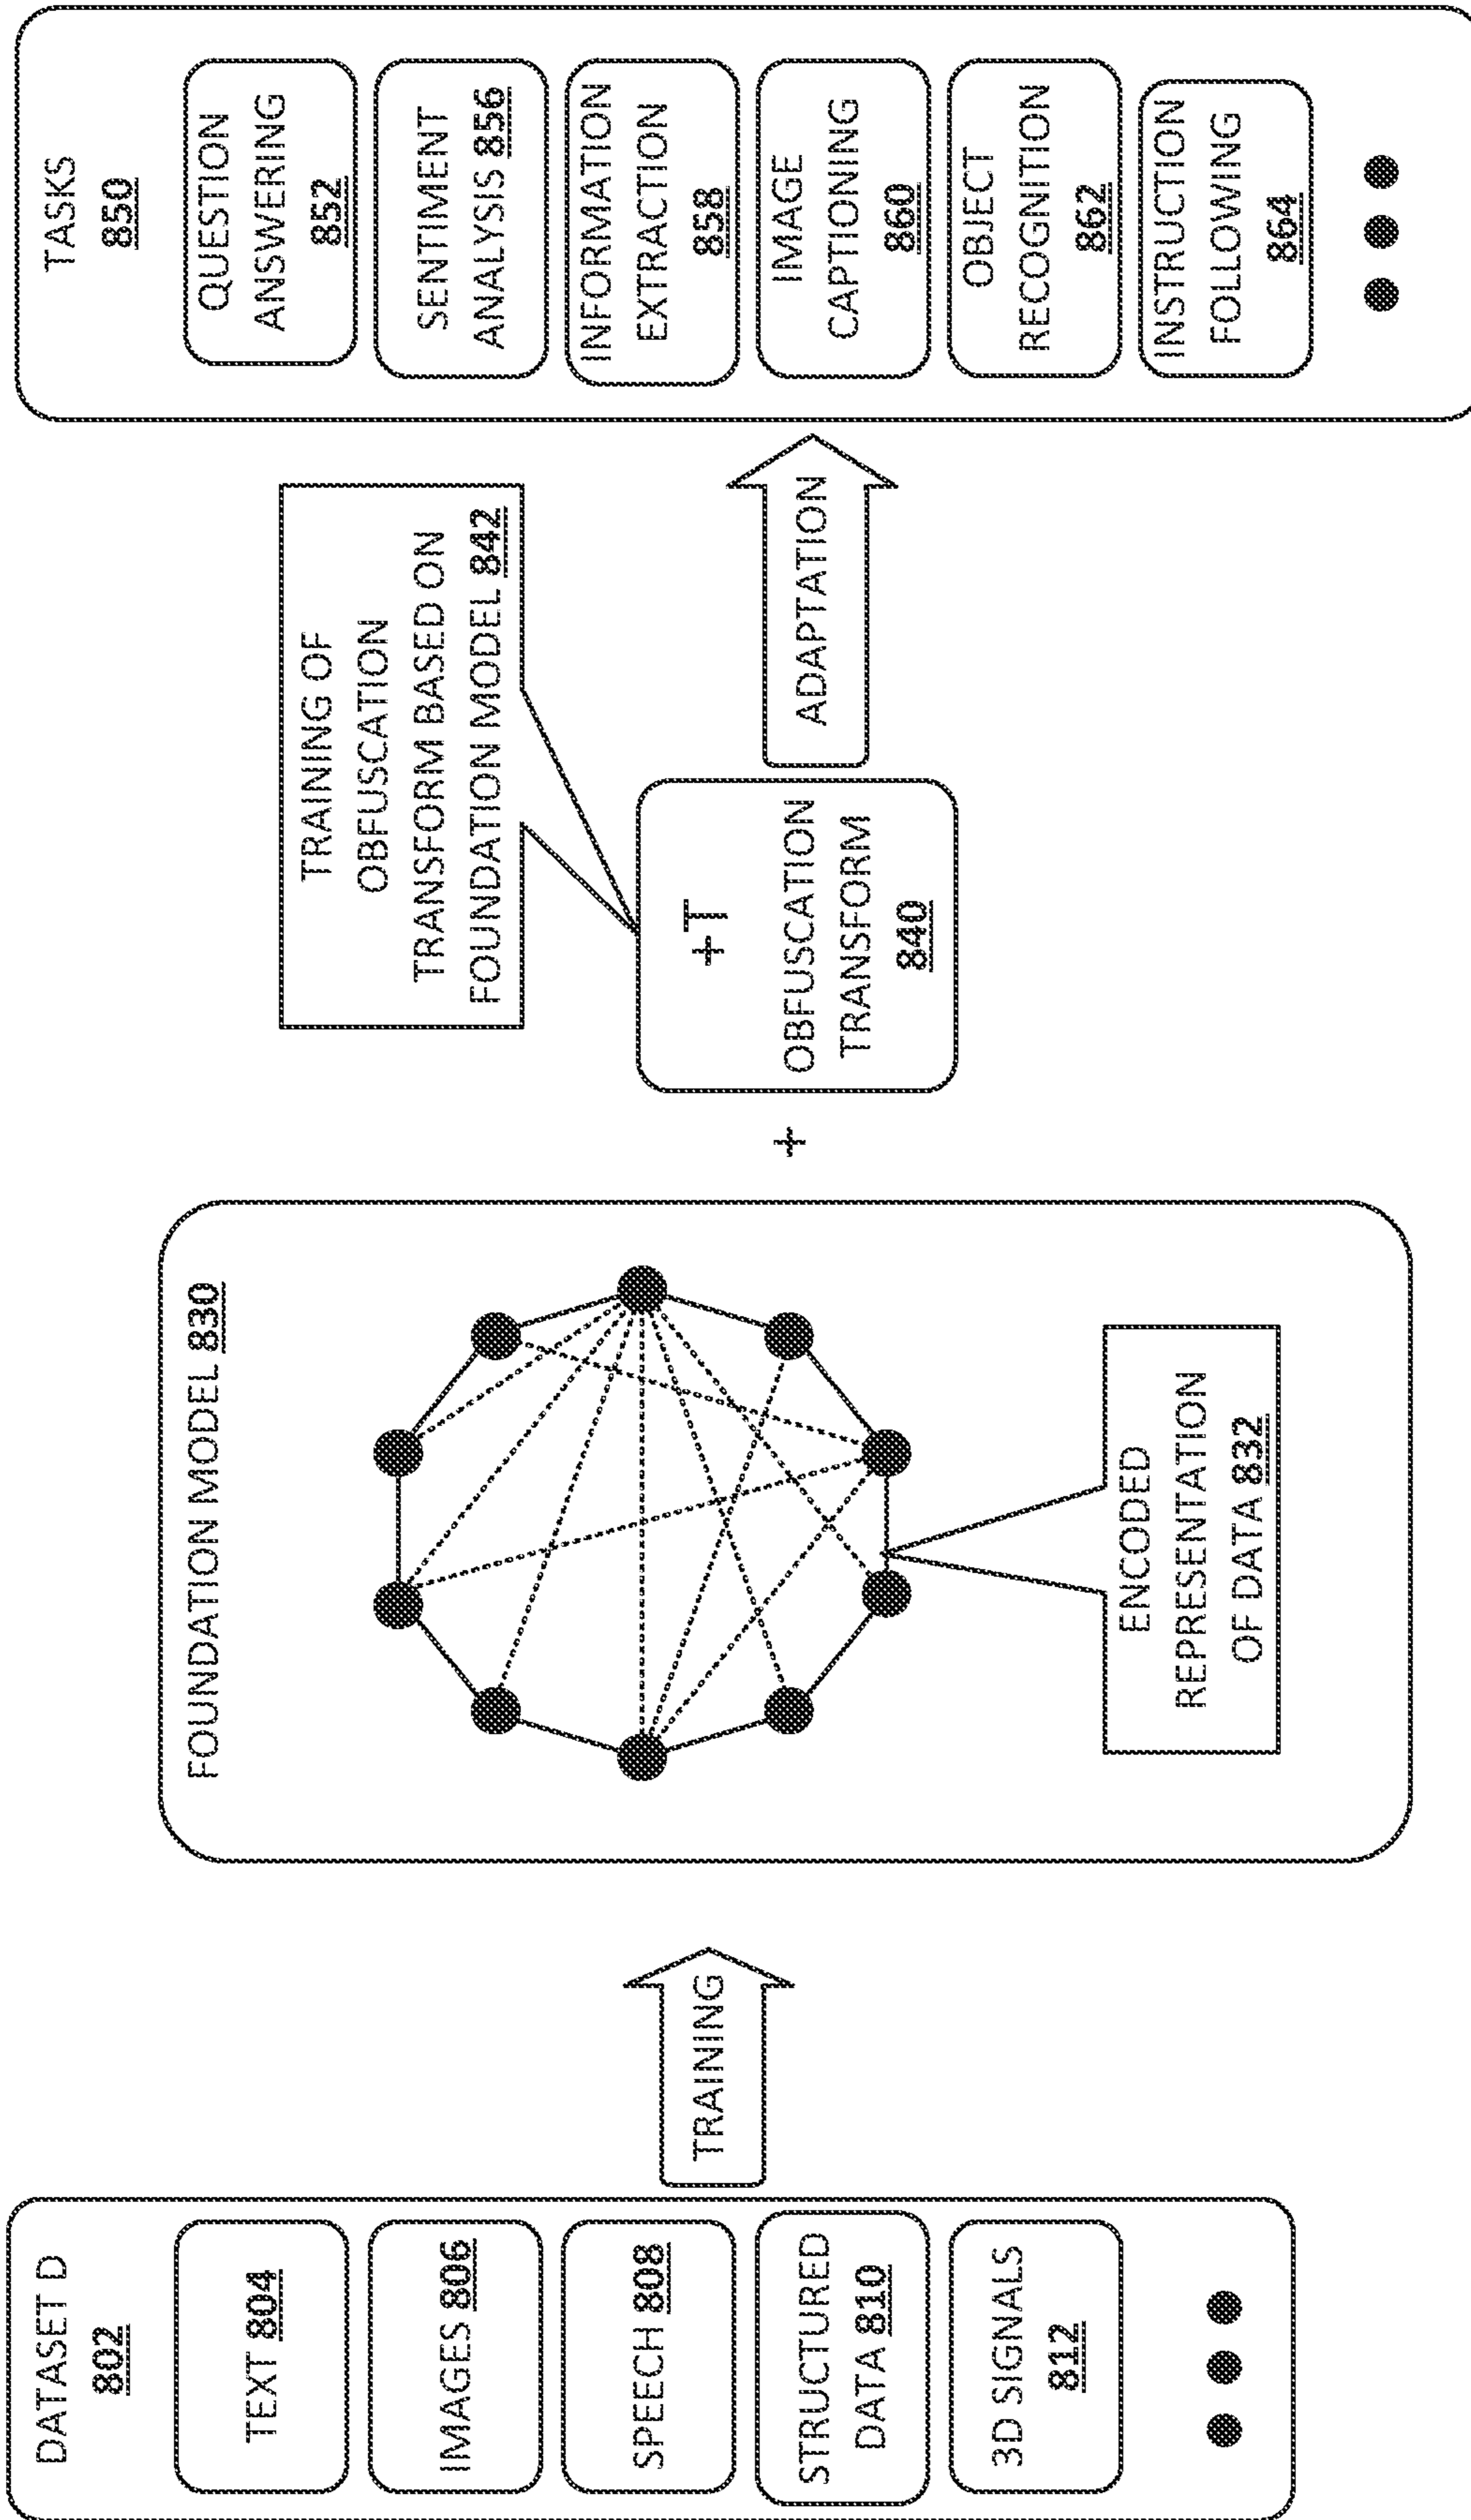 DATASET D
802
TEXT 804
IMAGES 806
SPEECH 808
STRUCTURED
DATA 810
3D SIGNALS
812
TRAINING
FOUNDATION MODEL 830
ENCODED
REPRESENTATION
OF DATA 832
+
+T
OBFUSCATION
TRANSFORM
840
TRAINING OF
OBFUSCATION
TRANSFORM BASED ON
FOUNDATION MODEL 842
ADAPTATION
TASKS
850
QUESTION
ANSWERING
852
SENTIMENT
ANALYSIS 856
INFORMATION
EXTRACTION
858
IMAGE
CAPTIONING
860
OBJECT
RECOGNITION
862
INSTRUCTION
FOLLOWING
864